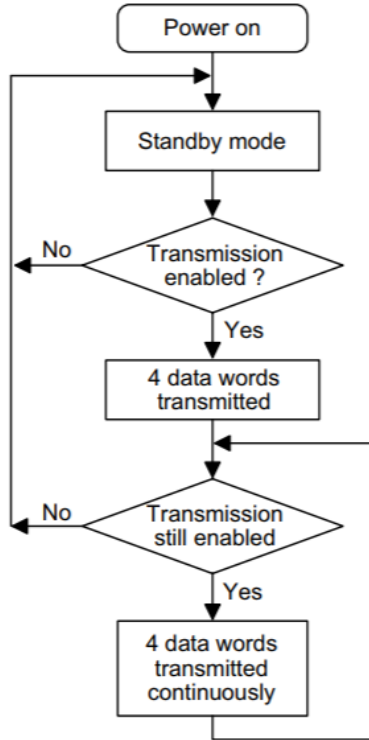 Power on
Standby mode
No
Transmission
enabled ?
Yes
4 data words
transmitted
No
Transmission
still enabled
Yes
4 data words
transmitted
continuously